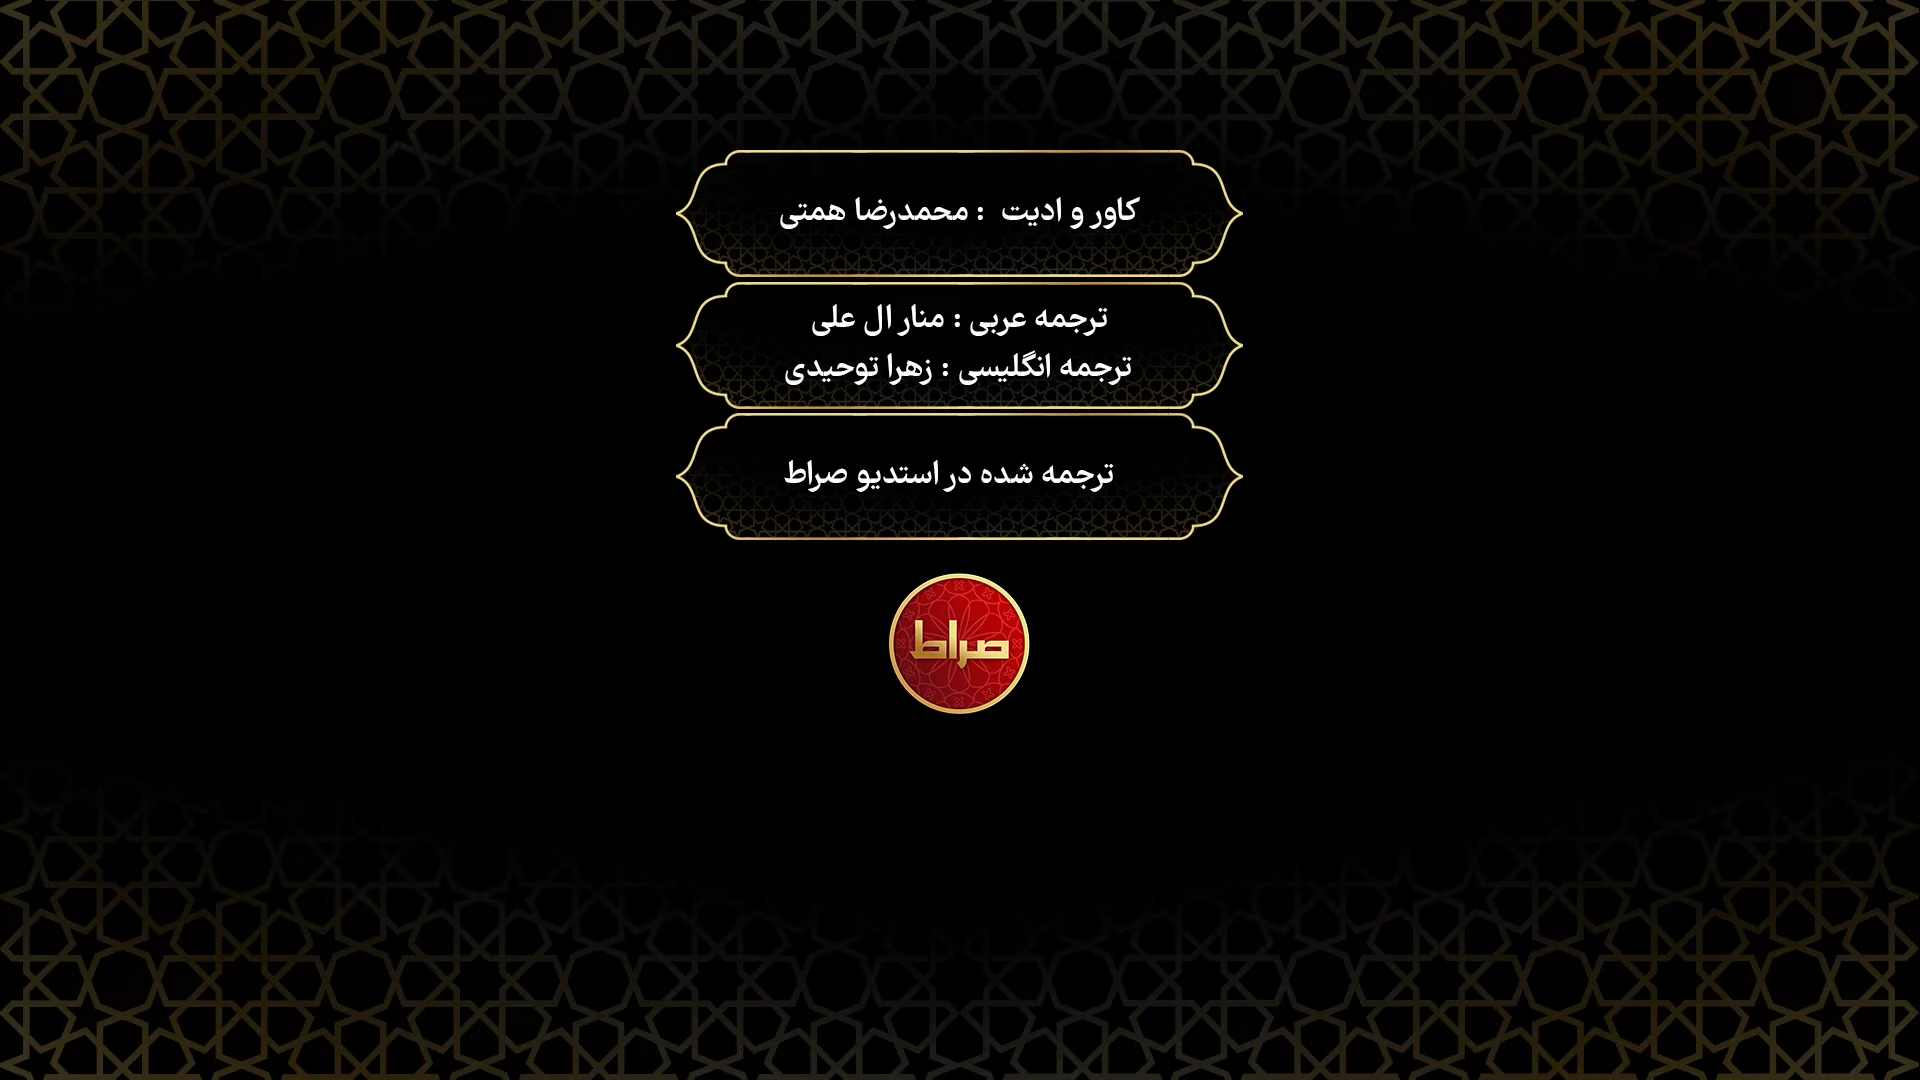 کاور و ادیت : محمدرضا همتی
ترجمه عربی : منار ال علی
ترجمه انگلیسی : زهرا توحیدی
ترجمه شده در استدیو صراط
صراط